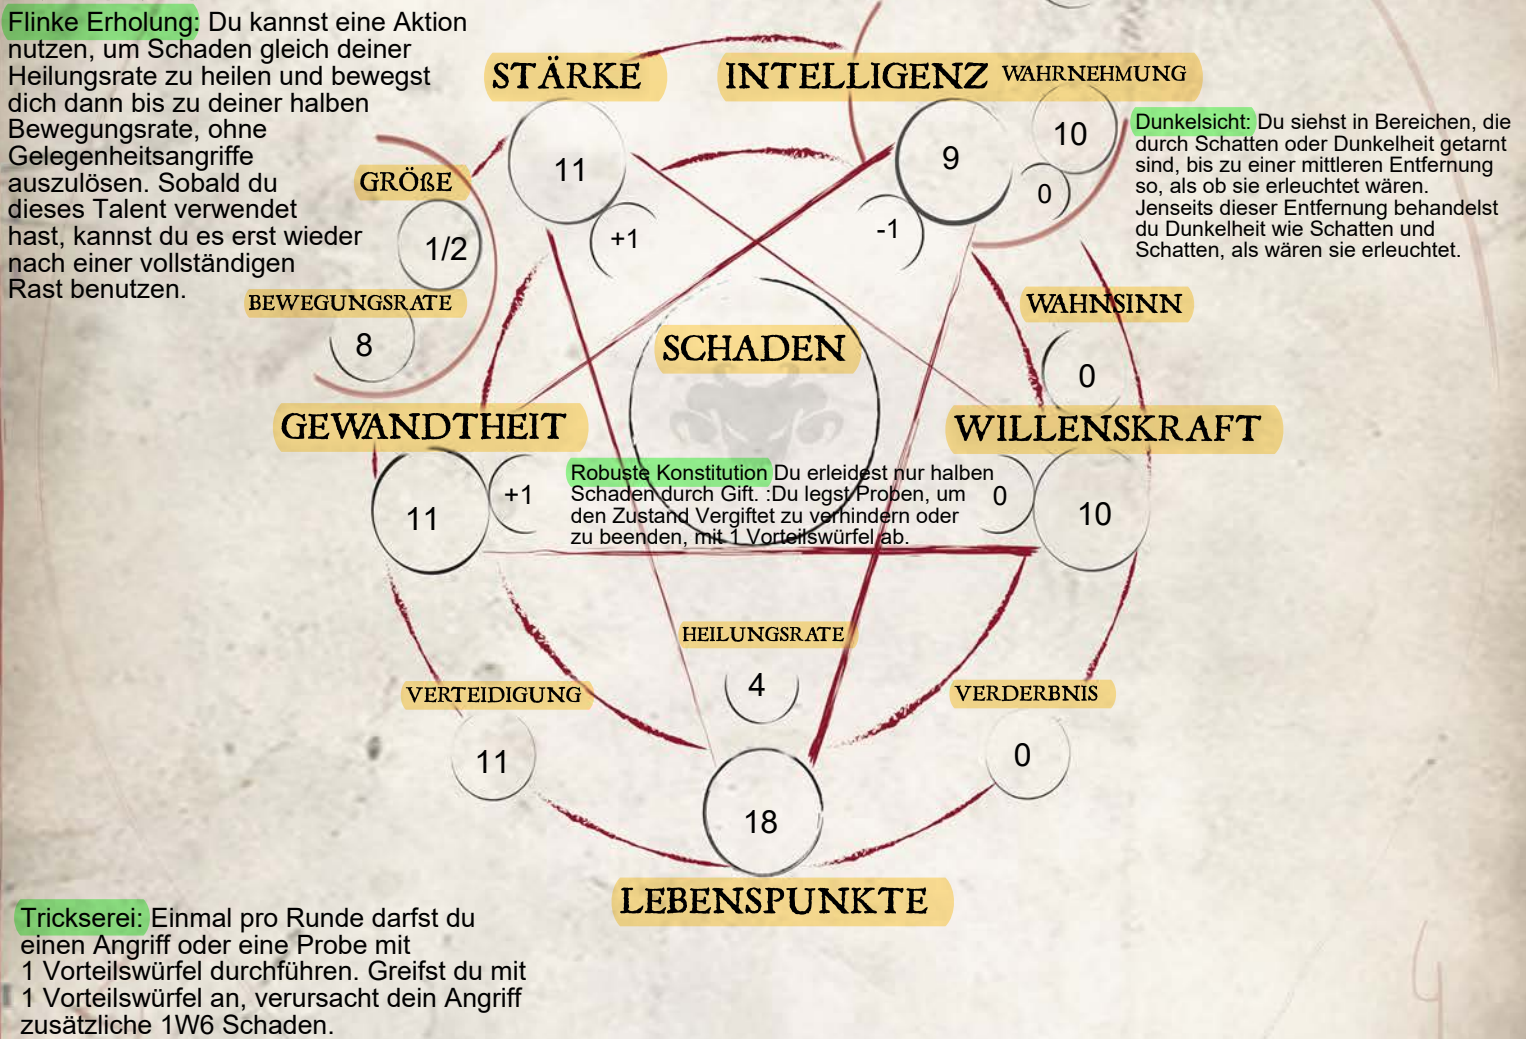 Flinke Erholung: Du kannst eine Aktion
nutzen, um Schaden gleich deiner
Heilungsrate zu heilen und bewegst
dich dann bis zu deiner halben
Bewegungsrate, ohne
Gelegenheitsangriffe
auszulösen. Sobald du
dieses Talent verwendet
hast, kannst du es erst wieder
nach einer vollständigen
Rast benutzen.
STÄRKE
11
+1
INTELLIGENZ
9
-1
WAHRNEHMUNG
10
0
Dunkelsicht: Du siehst in Bereichen, die
durch Schatten oder Dunkelheit getarnt
sind, bis zu einer mittleren Entfernung
so, als ob sie erleuchtet wären.
Jenseits dieser Entfernung behandelst
du Dunkelheit wie Schatten und
Schatten, als wären sie erleuchtet.
GRÖßE
1/2
BEWEGUNGSRATE
8
SCHADEN
WAHNSINN
0
GEWANDTHEIT
11
+1
Robuste Konstitution Du erleidest nur halben
Schaden durch Gift. :Du legst Proben, um
den Zustand Vergiftet zu verhindern oder
zu beenden, mit 1 Vorteilswürfel ab.
WILLENSKRAFT
0
10
HEILUNGSRATE
4
VERTEIDIGUNG
11
VERDERBNIS
0
18
LEBENSPUNKTE
Trickserei: Einmal pro Runde darfst du
einen Angriff oder eine Probe mit
1 Vorteilswürfel durchführen. Greifst du mit
1 Vorteilswürfel an, verursacht dein Angriff
zusätzliche 1W6 Schaden.